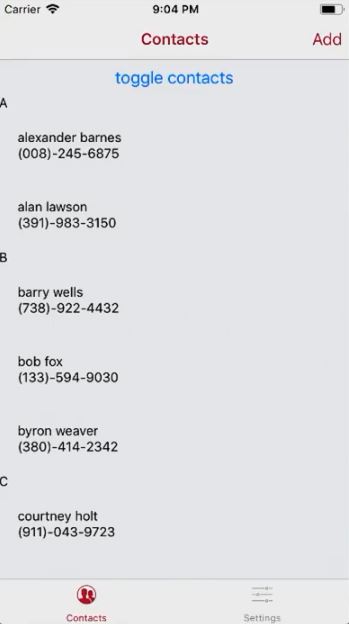 Carrier 9:04 PM
Contacts Add
toggle contacts
A
alexander barnes
(008)-245-6875
alan lawson
(391)-983-3150
B
barry wells
(738)-922-4432
bob fox
(133)-594-9030
byron weaver
(380)-414-2342
C
courtney holt
(911)-043-9723
Contacts Settings